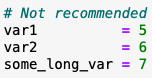 # Not recommended
var1          = 5
var2          = 6
some_long_var = 7